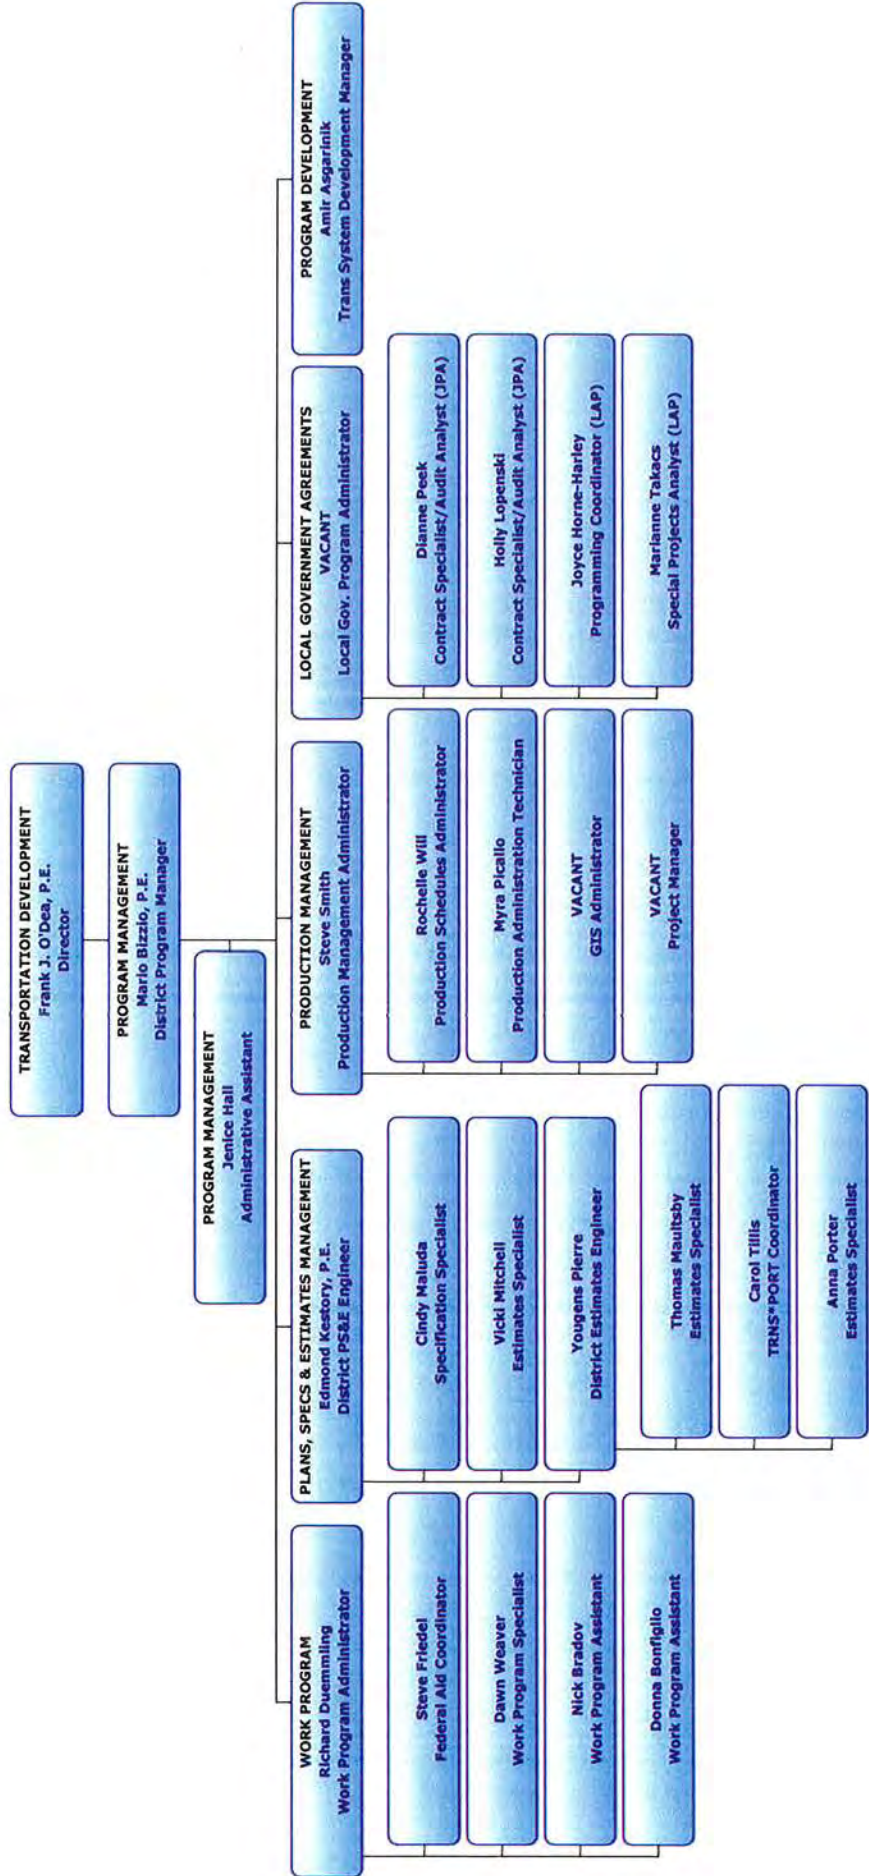 TRANSPORTATION DEVELOPMENT
Frank J. O'Dea, P.E.
Director
PROGRAM MANAGEMENT
Mario Bizzio, P.E.
District Program Manager
PROGRAM MANAGEMENT
Jenice Hall
Administrative Assistant
WORK PROGRAM
Richard Duemmling
Work Program Administrator
Steve Friedel
Federal Aid Coordinator
Dawn Weaver
Work Program Specialist
Nick Bradov
Work Program Assistant
Donna Bonfiglio
Work Program Assistant
PLANS, SPECS & ESTIMATES MANAGEMENT
Edmond Kestory, P.E.
District PS&E Engineer
Cindy Maluda
Specification Specialist
Vicki Mitchell
Estimates Specialist
Yougens Pierre
District Estimates Engineer
Thomas Maultsby
Estimates Specialist
Carol Tillis
TRNS*PORT Coordinator
Anna Porter
Estimates Specialist
PRODUCTION MANAGEMENT
Steve Smith
Production Management Administrator
Rochelle Will
Production Schedules Administrator
Myra Picallo
Production Administration Technician
VACANT
GIS Administrator
VACANT
Project Manager
LOCAL GOVERNMENT AGREEMENTS
VACANT
Local Gov. Program Administrator
Dianne Peek
Contract Specialist/Audit Analyst (JPA)
Holly Lopenski
Contract Specialist/Audit Analyst (JPA)
Joyce Horne-Harley
Programming Coordinator (LAP)
Marianne Takacs
Special Projects Analyst (LAP)
PROGRAM DEVELOPMENT
Amir Asgarinik
Trans System Development Manager